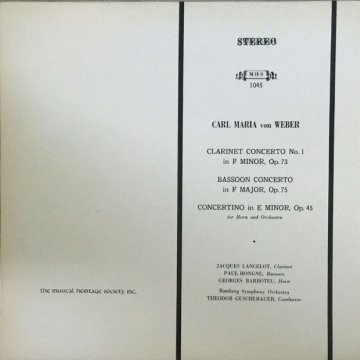 STEREO
MHS
1045
CARL MARIA von WEBER
CLARINET CONCERTO No. 1
in F MINOR, Op. 73
BASSOON CONCERTO
in F MAJOR, Op. 75
CONCERTINO in E MINOR, Op. 45
for Horn and Orchestra
JACQUES LANCELOT, Clarinet
PAUL HONGNE, Bassoon
GEORGES BARBOTEU, Horn
Bamberg Symphony Orchestra
THEODOR GUSCHLBAUER, Conductor
the musical heritage society inc.